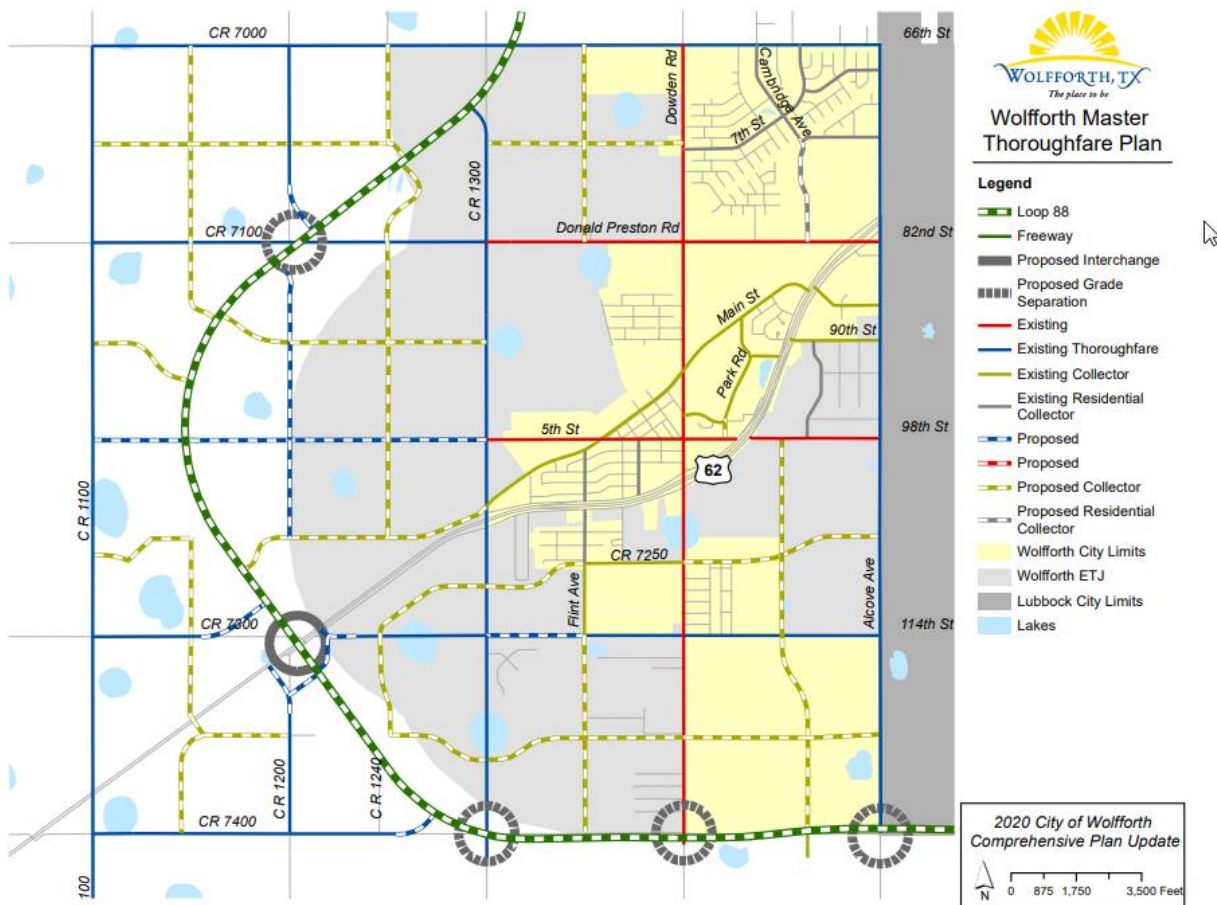 CR 7000
66th St
Dowden Rd
Cambridge Ave
7th St
C R 1300
Donald Preston Rd
CR 7100
82nd St
Main St
90th St
Park Rd
5th St
98th St
62
C R 1100
CR 7250
Flint Ave
Alcove Ave
CR 7300
114th St
C R 1200
C R 1240
CR 7400
100
WOLFFORTH, TX
The place to be
Wolfforth Master
Thoroughfare Plan
Legend
Loop 88
Freeway
Proposed Interchange
Proposed Grade
Separation
Existing
Existing Thoroughfare
Existing Collector
Existing Residential
Collector
Proposed
Proposed
Proposed Collector
Proposed Residential
Collector
Wolfforth City Limits
Wolfforth ETJ
Lubbock City Limits
Lakes
2020 City of Wolfforth
Comprehensive Plan Update
N
0 875 1,750 3,500 Feet